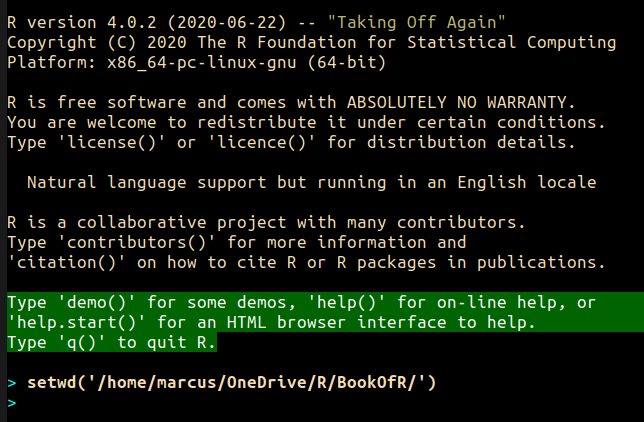 R version 4.0.2 (2020-06-22) -- "Taking Off Again"
Copyright (C) 2020 The R Foundation for Statistical Computing
Platform: x86_64-pc-linux-gnu (64-bit)
R is free software and comes with ABSOLUTELY NO WARRANTY.
You are welcome to redistribute it under certain conditions.
Type 'license()' or 'licence()' for distribution details.
Natural language support but running in an English locale
R is a collaborative project with many contributors.
Type 'contributors()' for more information and
'citation()' on how to cite R or R packages in publications.
Type 'demo()' for some demos, 'help()' for on-line help, or
'help.start()' for an HTML browser interface to help.
Type 'q()' to quit R.
> setwd('/home/marcus/OneDrive/R/BookOfR/')
>